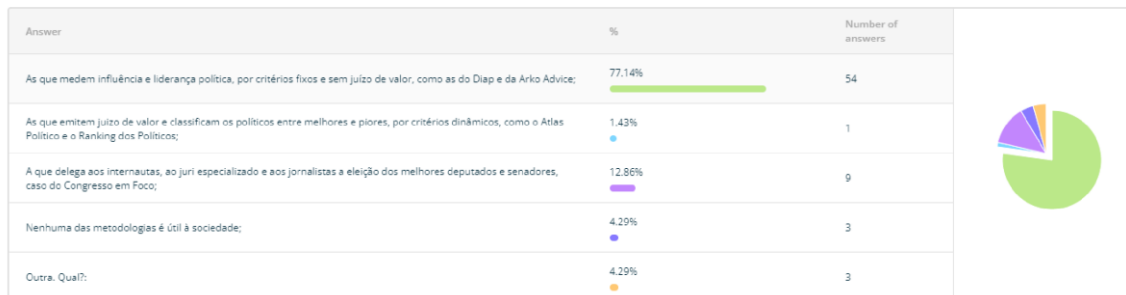 Answer
%
Number of
answers
As que medem influência e liderança política, por critérios fixos e sem juízo de valor, como as do Diap e da Arko Advice;
77.14%
54
As que emitem juizo de valor e classificam os políticos entre melhores e piores, por critérios dinâmicos, como o Atlas
Político e o Ranking dos Políticos;
1.43%
1
A que delega aos internautas, ao juri especializado e aos jornalistas a eleição dos melhores deputados e senadores,
caso do Congresso em Foco;
12.86%
9
Nenhuma das metodologias é útil à sociedade;
4.29%
3
Outra. Qual?:
4.29%
3